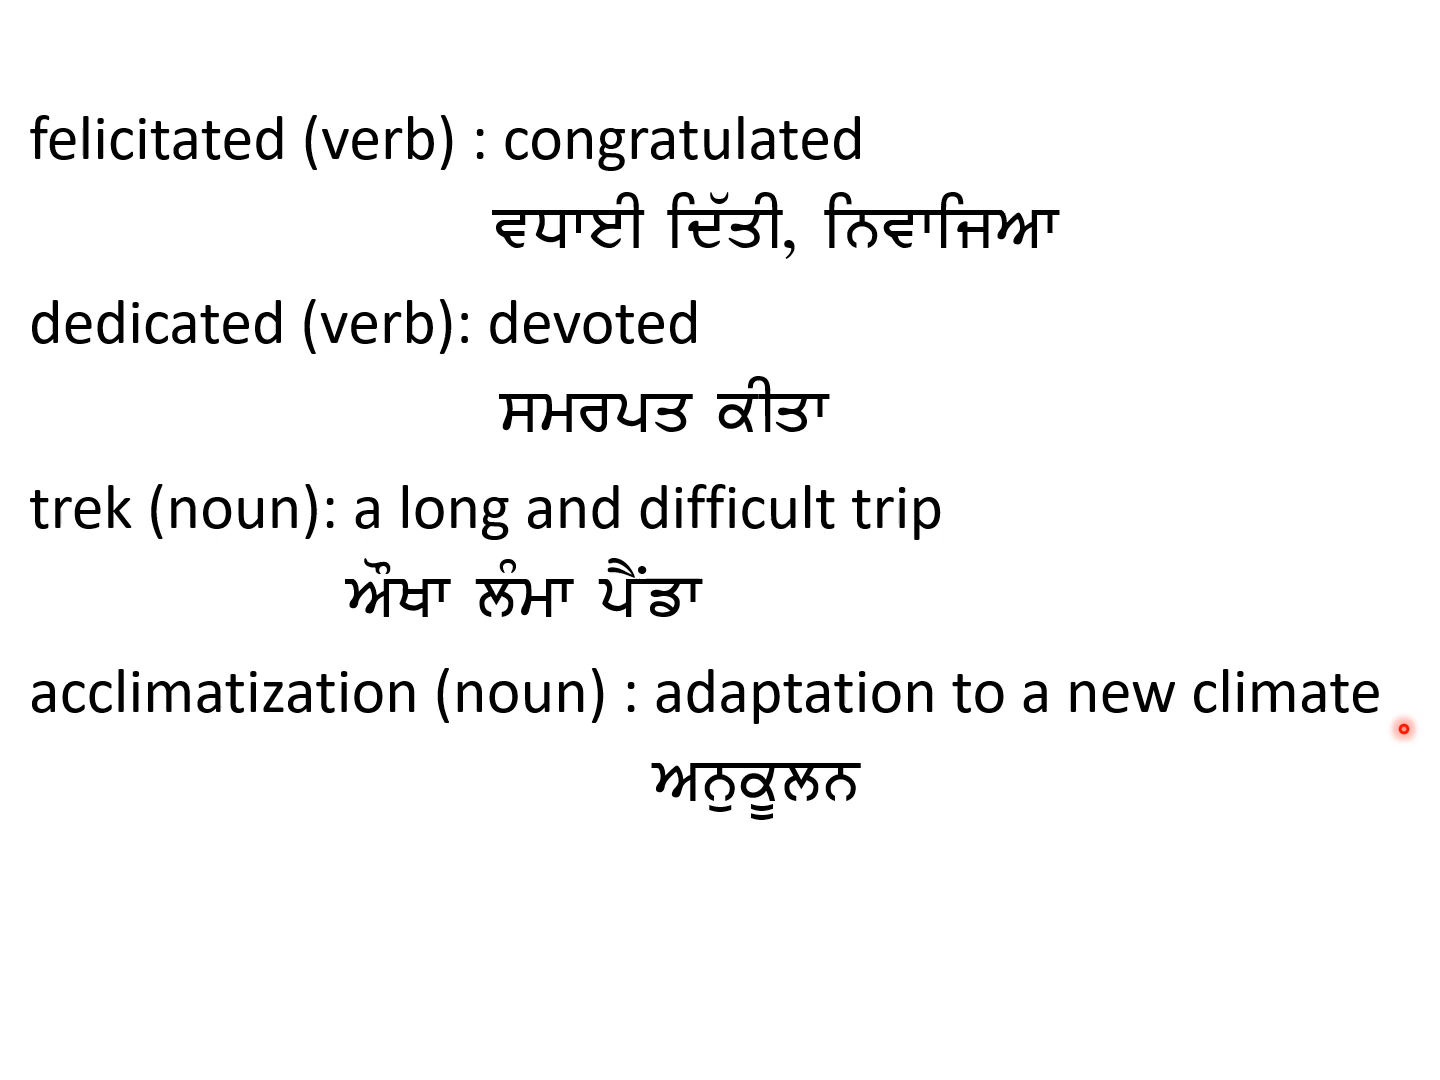 felicitated (verb) : congratulated
ਵਧਾਈ ਦਿੱਤੀ, ਨਿਵਾਜਿਆ
dedicated (verb): devoted
ਸਮਰਪਤ ਕੀਤਾ
trek (noun): a long and difficult trip
ਔਖਾ ਲੰਮਾ ਪੈਂਡਾ
acclimatization (noun) : adaptation to a new climate
ਅਨੁਕੂਲਨ